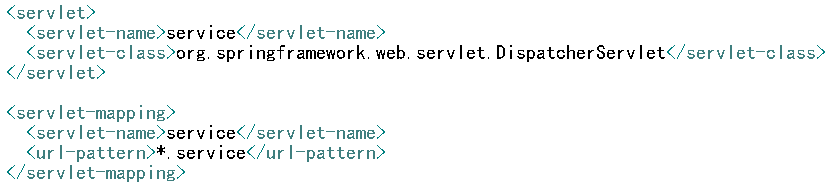 <servlet>
  <servlet-name>service</servlet-name>
  <servlet-class>org.springframework.web.servlet.DispatcherServlet</servlet-class>
</servlet>

<servlet-mapping>
  <servlet-name>service</servlet-name>
  <url-pattern>*.service</url-pattern>
</servlet-mapping>